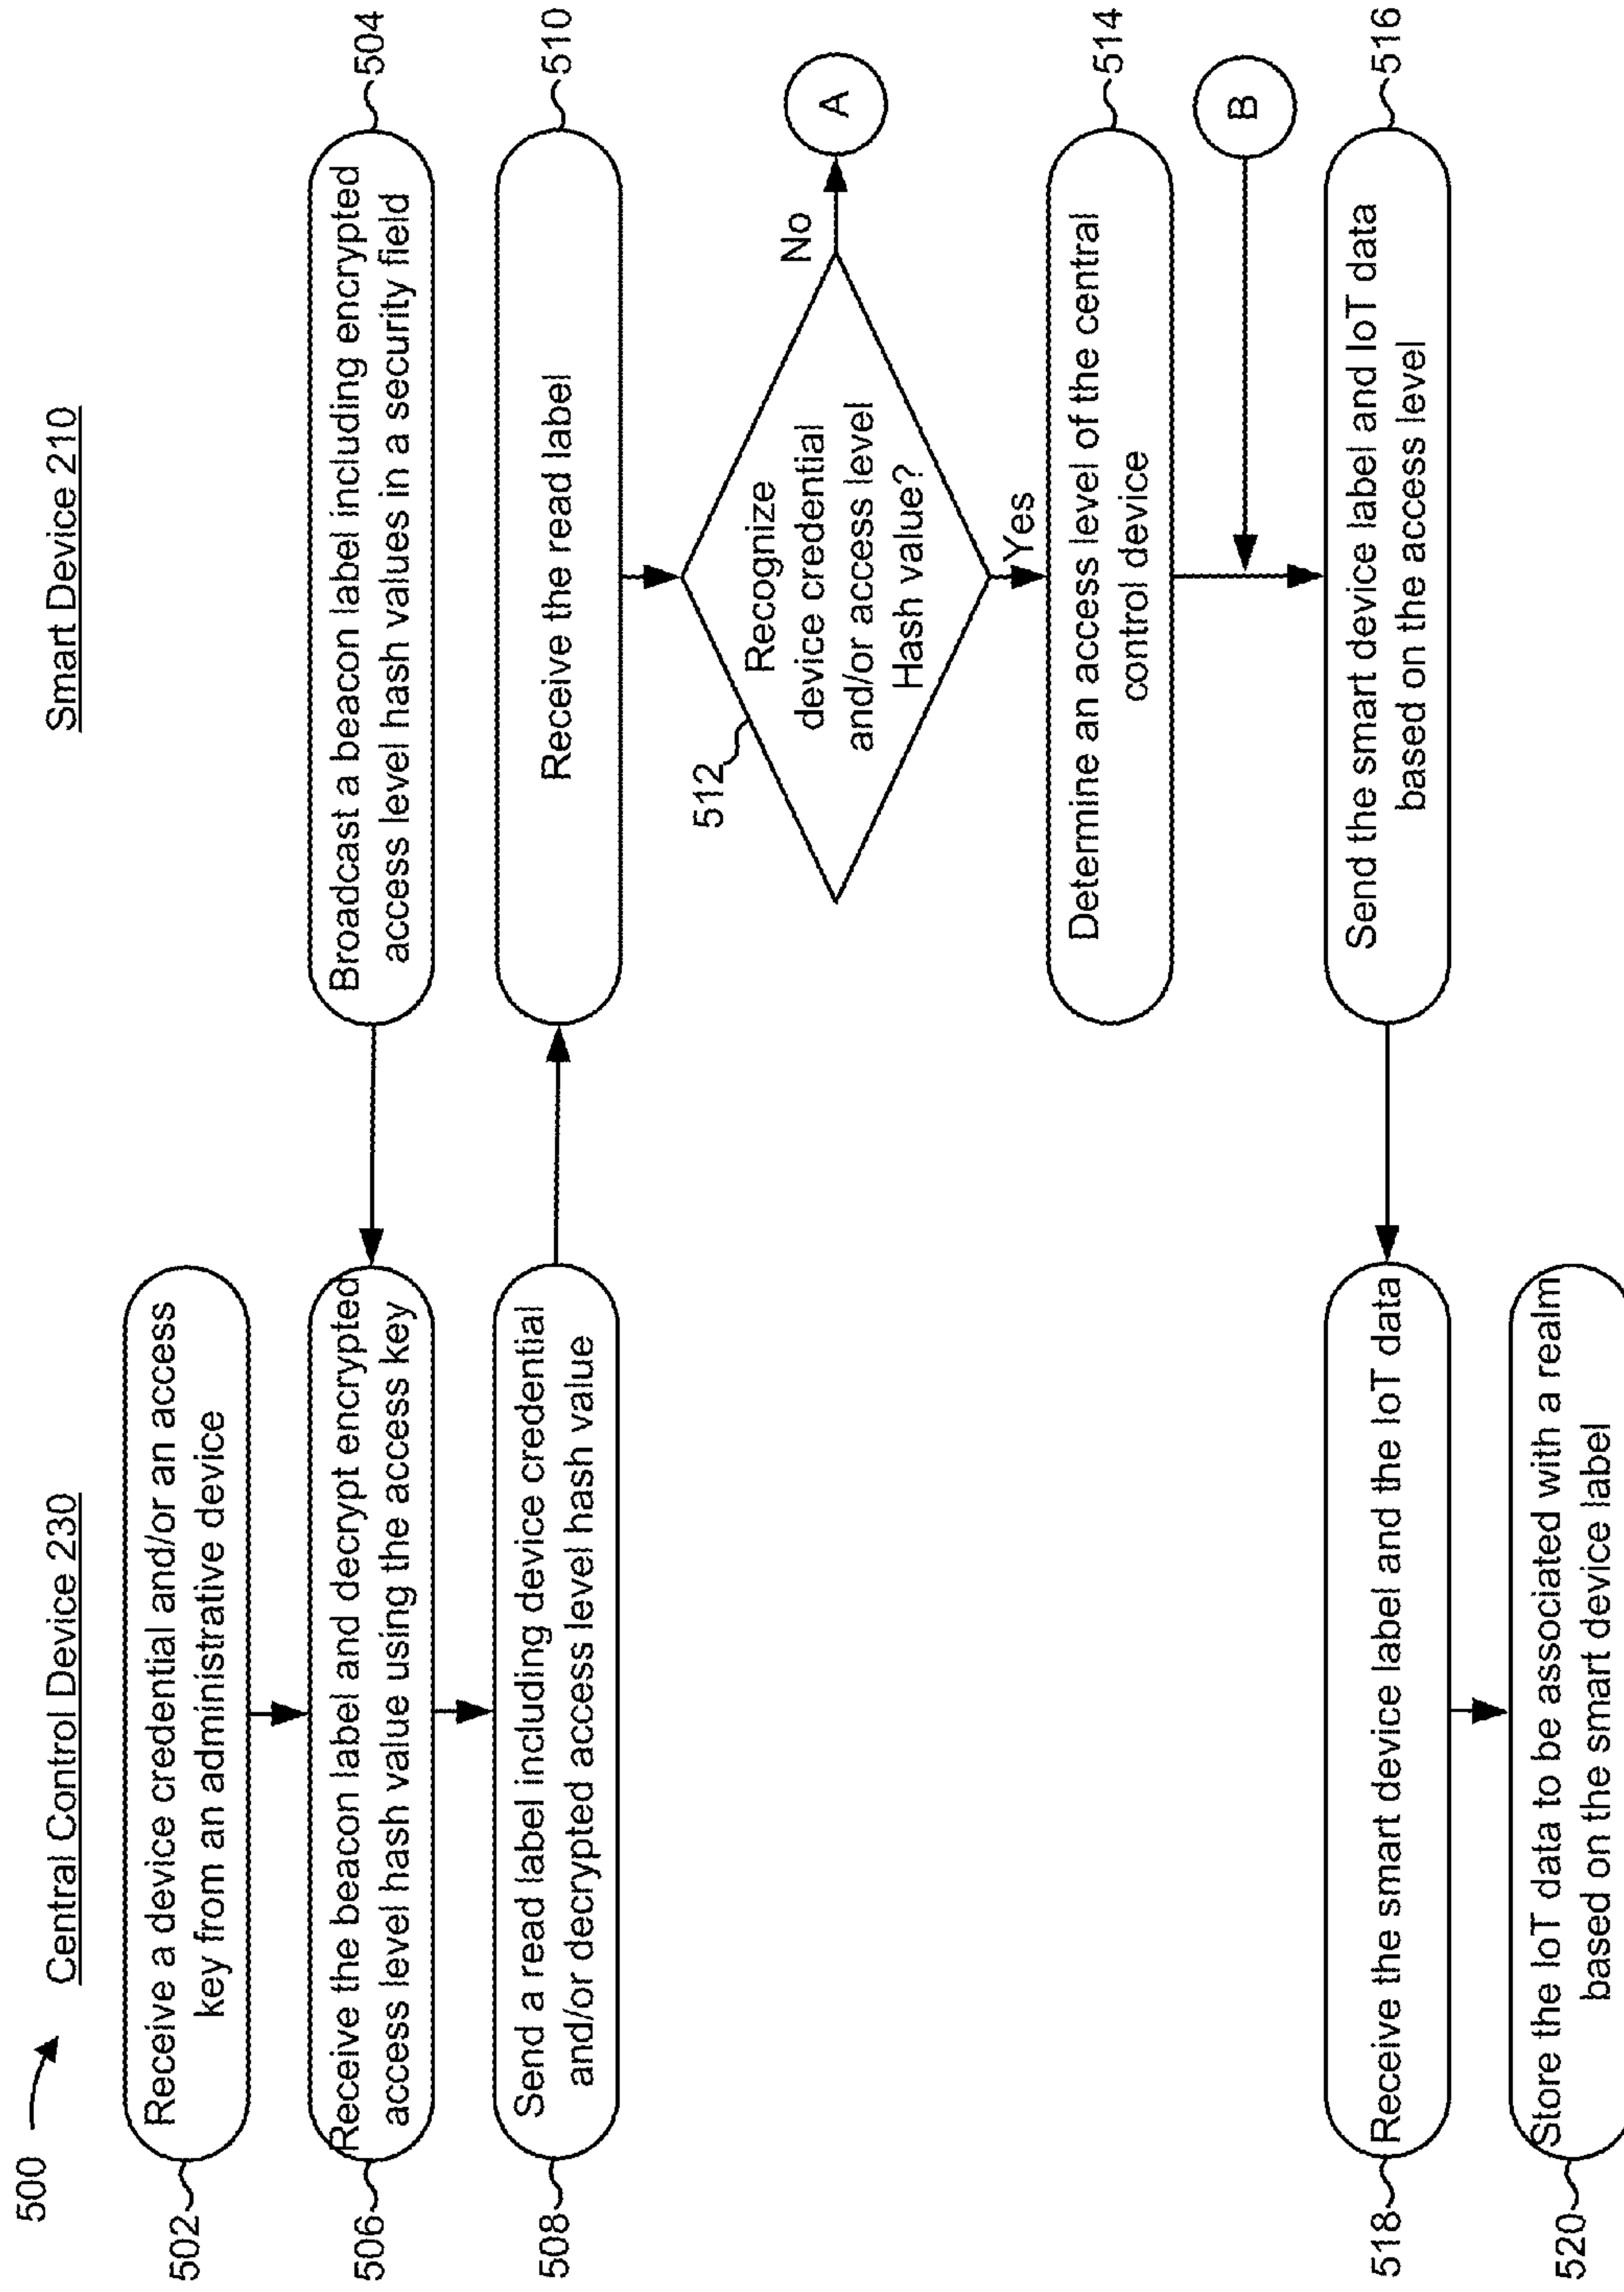 500
Central Control Device 230
Smart Device 210
502
Receive a device credential and/or an access
key from an administrative device
504
Broadcast a beacon label including encrypted
access level hash values in a security field
506
Receive the beacon label and decrypt encrypted
access level hash value using the access key
508
Send a read label including device credential
and/or decrypted access level hash value
510
Receive the read label
512
Recognize
device credential
and/or access level
Hash value?
No
A
Yes
514
Determine an access level of the central
control device
B
516
Send the smart device label and IoT data
based on the access level
518
Receive the smart device label and the IoT data
520
Store the IoT data to be associated with a realm
based on the smart device label